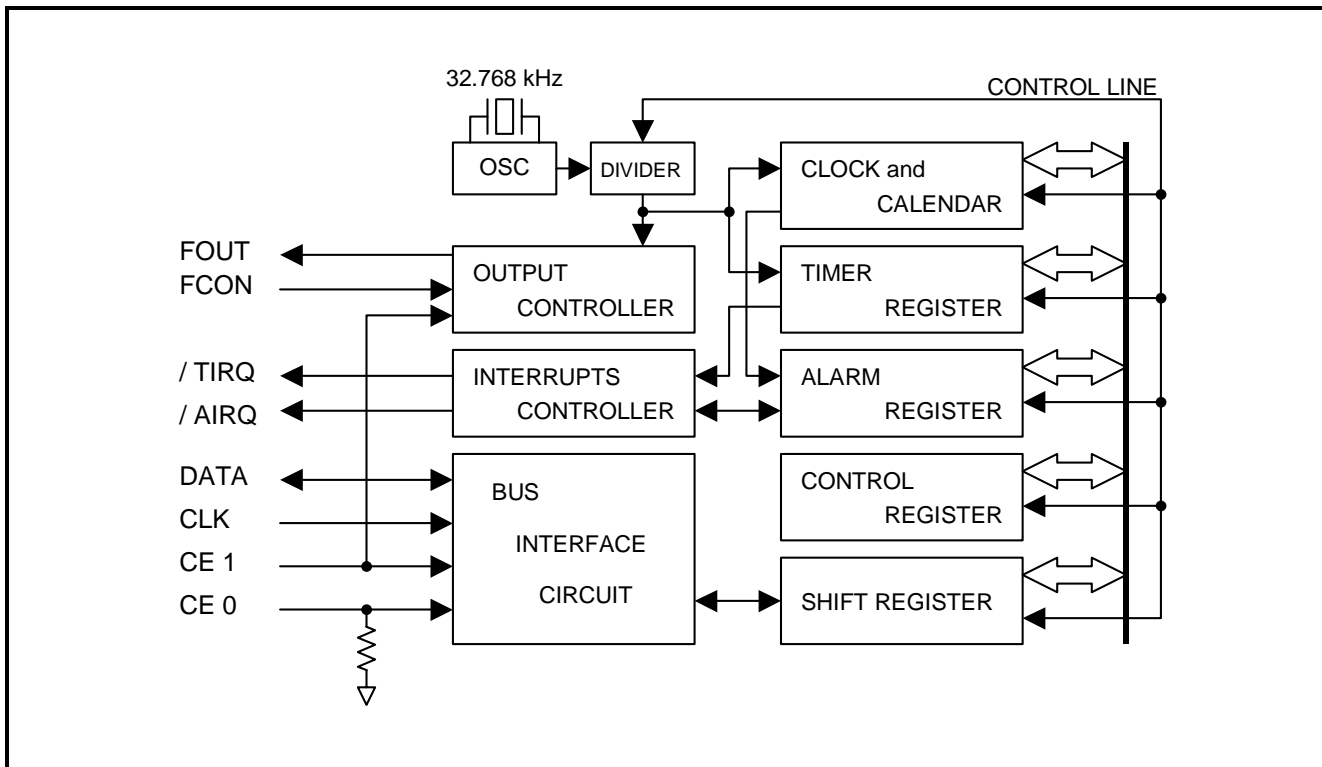 32.768 kHz
CONTROL LINE
OSC
DIVIDER
CLOCK and
CALENDAR
FOUT
FCON
OUTPUT
CONTROLLER
TIMER
REGISTER
/ TIRQ
/ AIRQ
INTERRUPTS
CONTROLLER
ALARM
REGISTER
DATA
CLK
CE 1
CE 0
BUS
INTERFACE
CIRCUIT
CONTROL
REGISTER
SHIFT REGISTER